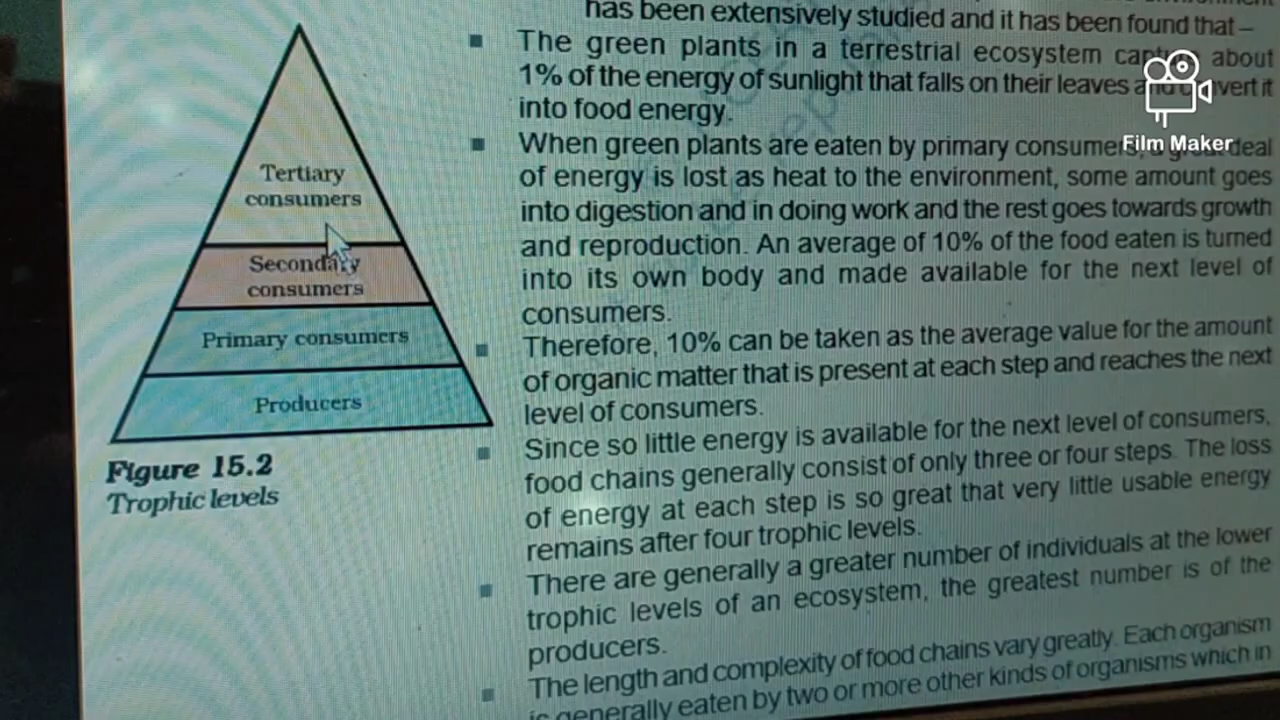 has been extensively studied and it has been found that –
The green plants in a terrestrial ecosystem about
1% of the energy of sunlight that falls on their leaves
into food energy.
When green plants are eaten by primary consumers, a great deal
of energy is lost as heat to the environment, some amount goes
into digestion and in doing work and the rest goes towards growth
and reproduction. An average of 10% of the food eaten is turned
into its own body and made available for the next level of
consumers.
Therefore, 10% can be taken as the average value for the amount
of organic matter that is present at each step and reaches the next
level of consumers.
Since so little energy is available for the next level of consumers,
food chains generally consist of only three or four steps. The loss
of energy at each step is so great that very little usable energy
remains after four trophic levels.
There are generally a greater number of individuals at the lower
trophic levels of an ecosystem, the greatest number is of the
producers.
The length and complexity of food chains vary greatly. Each organism
is generally eaten by two or more other kinds of organisms which in
Tertiary
consumers
Secondary
consumers
Primary consumers
Producers
Figure 15.2
Trophic levels
Film Maker